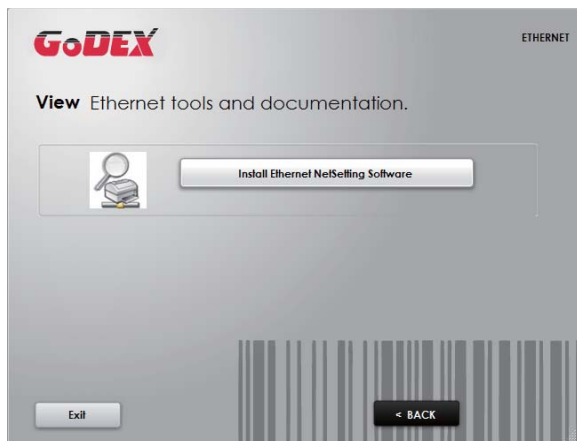 GoDEX
ETHERNET
View Ethernet tools and documentation.
Install Ethernet NetSetting Software
Exit
< BACK